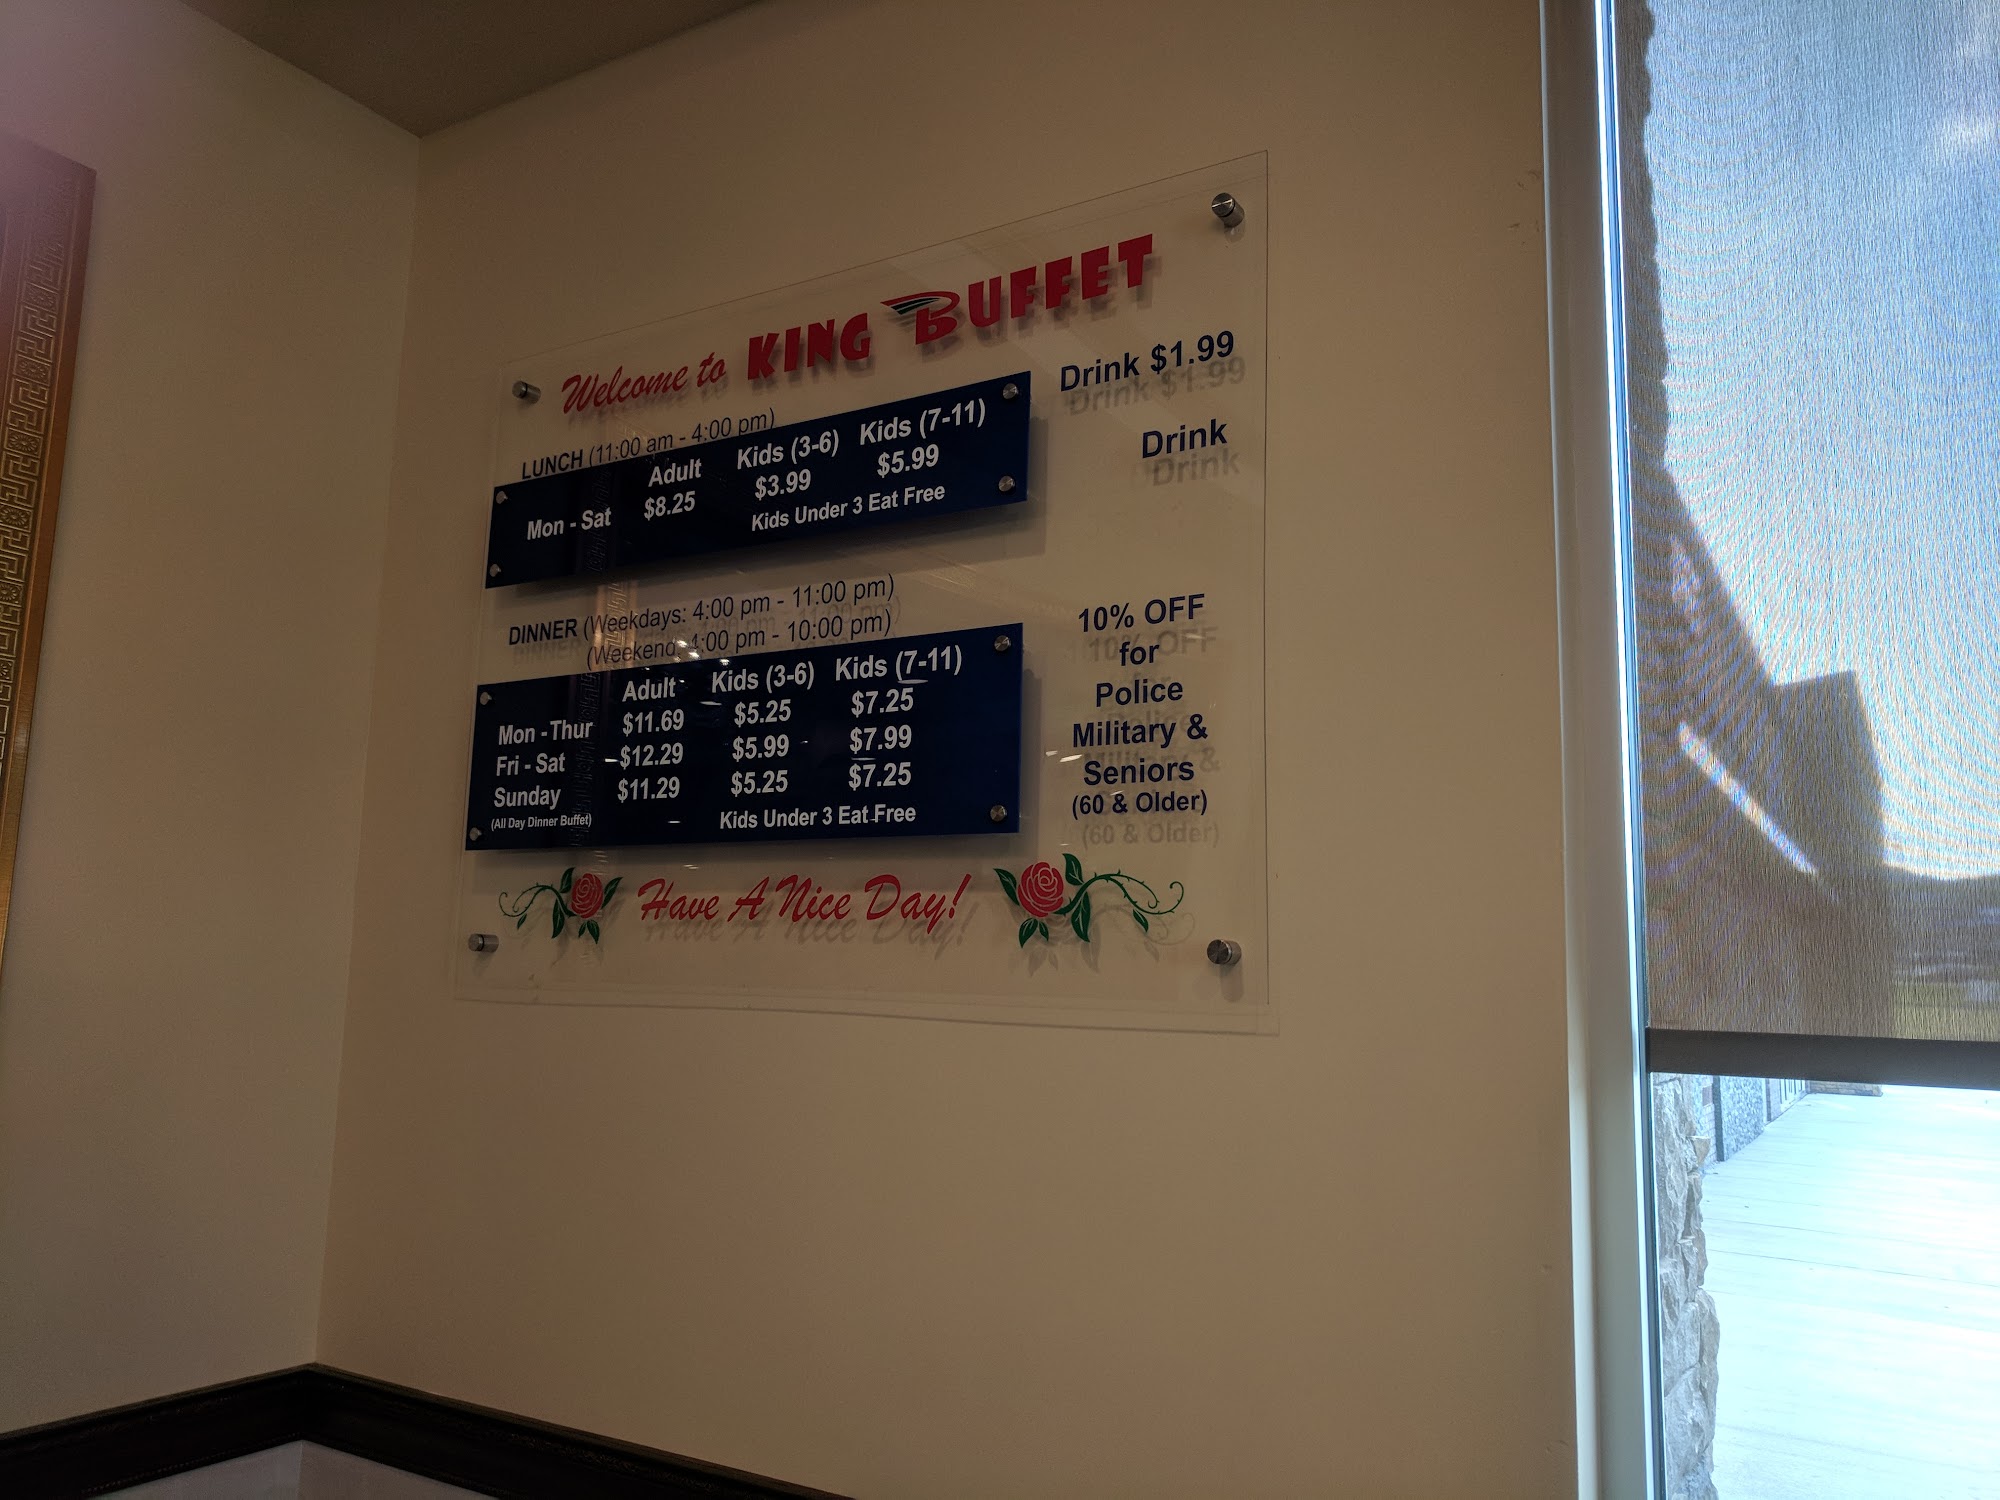 Welcome to KING BUFFET
Drink $1.99
LUNCH (11:00 am - 4:00 pm)
Adult Kids (3-6) Kids (7-11)
Mon - Sat $8.25 $3.99 $5.99
Kids Under 3 Eat Free
Drink
DINNER (Weekdays: 4:00 pm - 11:00 pm)
(Weekend: 4:00 pm - 10:00 pm)
Adult Kids (3-6) Kids (7-11)
Mon - Thur $11.69 $5.25 $7.25
Fri - Sat $12.29 $5.99 $7.99
Sunday $11.29 $5.25 $7.25
(All Day Dinner Buffet)
Kids Under 3 Eat Free
10% OFF
for
Police
Military &
Seniors
(60 & Older)
Have A Nice Day!